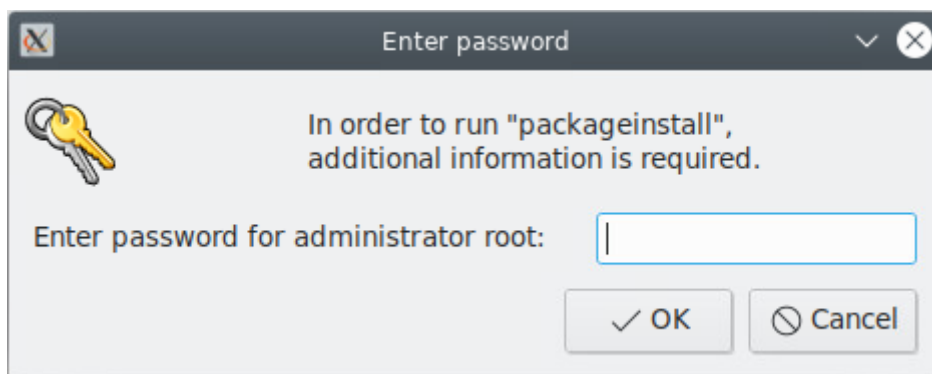 Enter password
In order to run "packageinstall",
additional information is required.
Enter password for administrator root:
OK
Cancel